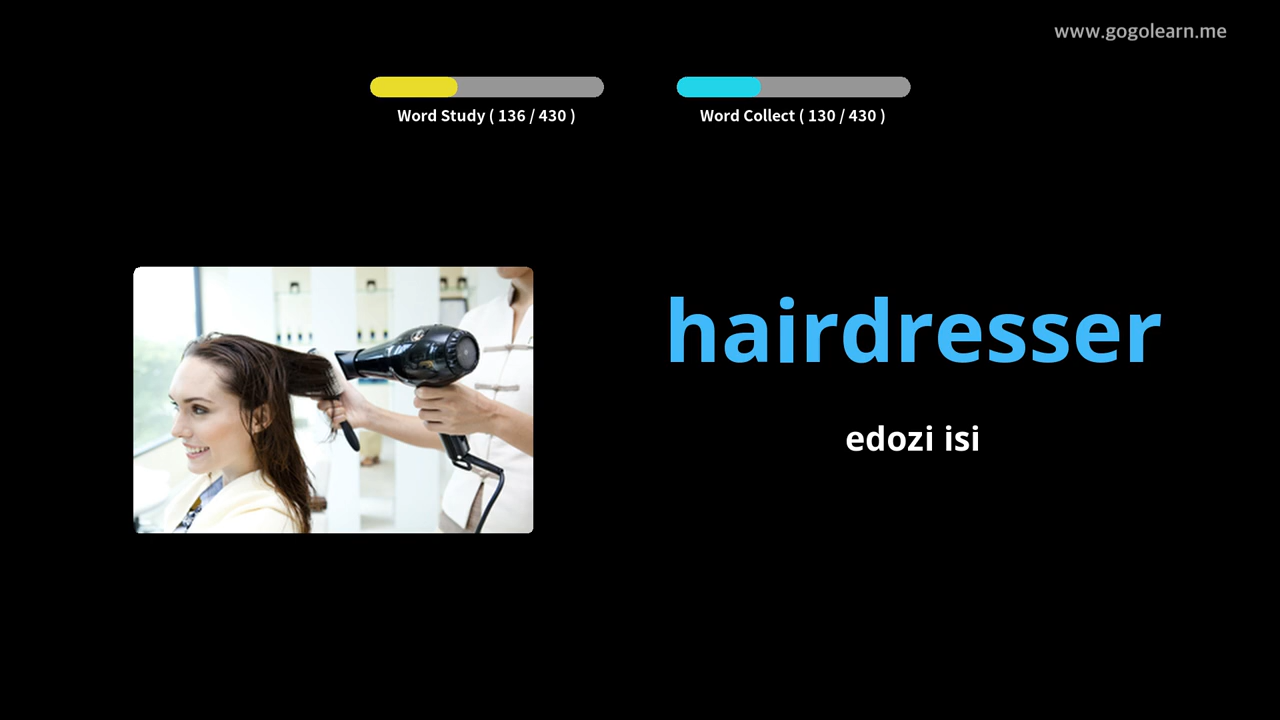 www.gogolearn.me
Word Study ( 136 / 430 )
Word Collect ( 130 / 430 )
hairdresser
edozi isi